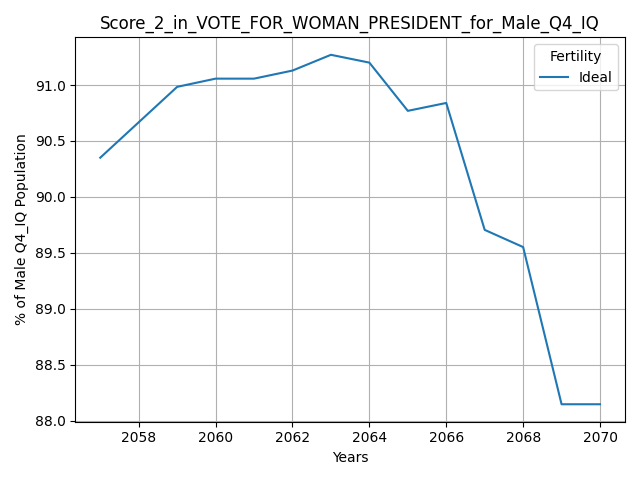 Score_2_in_VOTE_FOR_WOMAN_PRESIDENT_for_Male_Q4_IQ
Fertility
Ideal
91.0
90.5
90.0
89.5
89.0
88.5
88.0
% of Male Q4_IQ Population
2058 2060 2062 2064 2066 2068 2070
Years